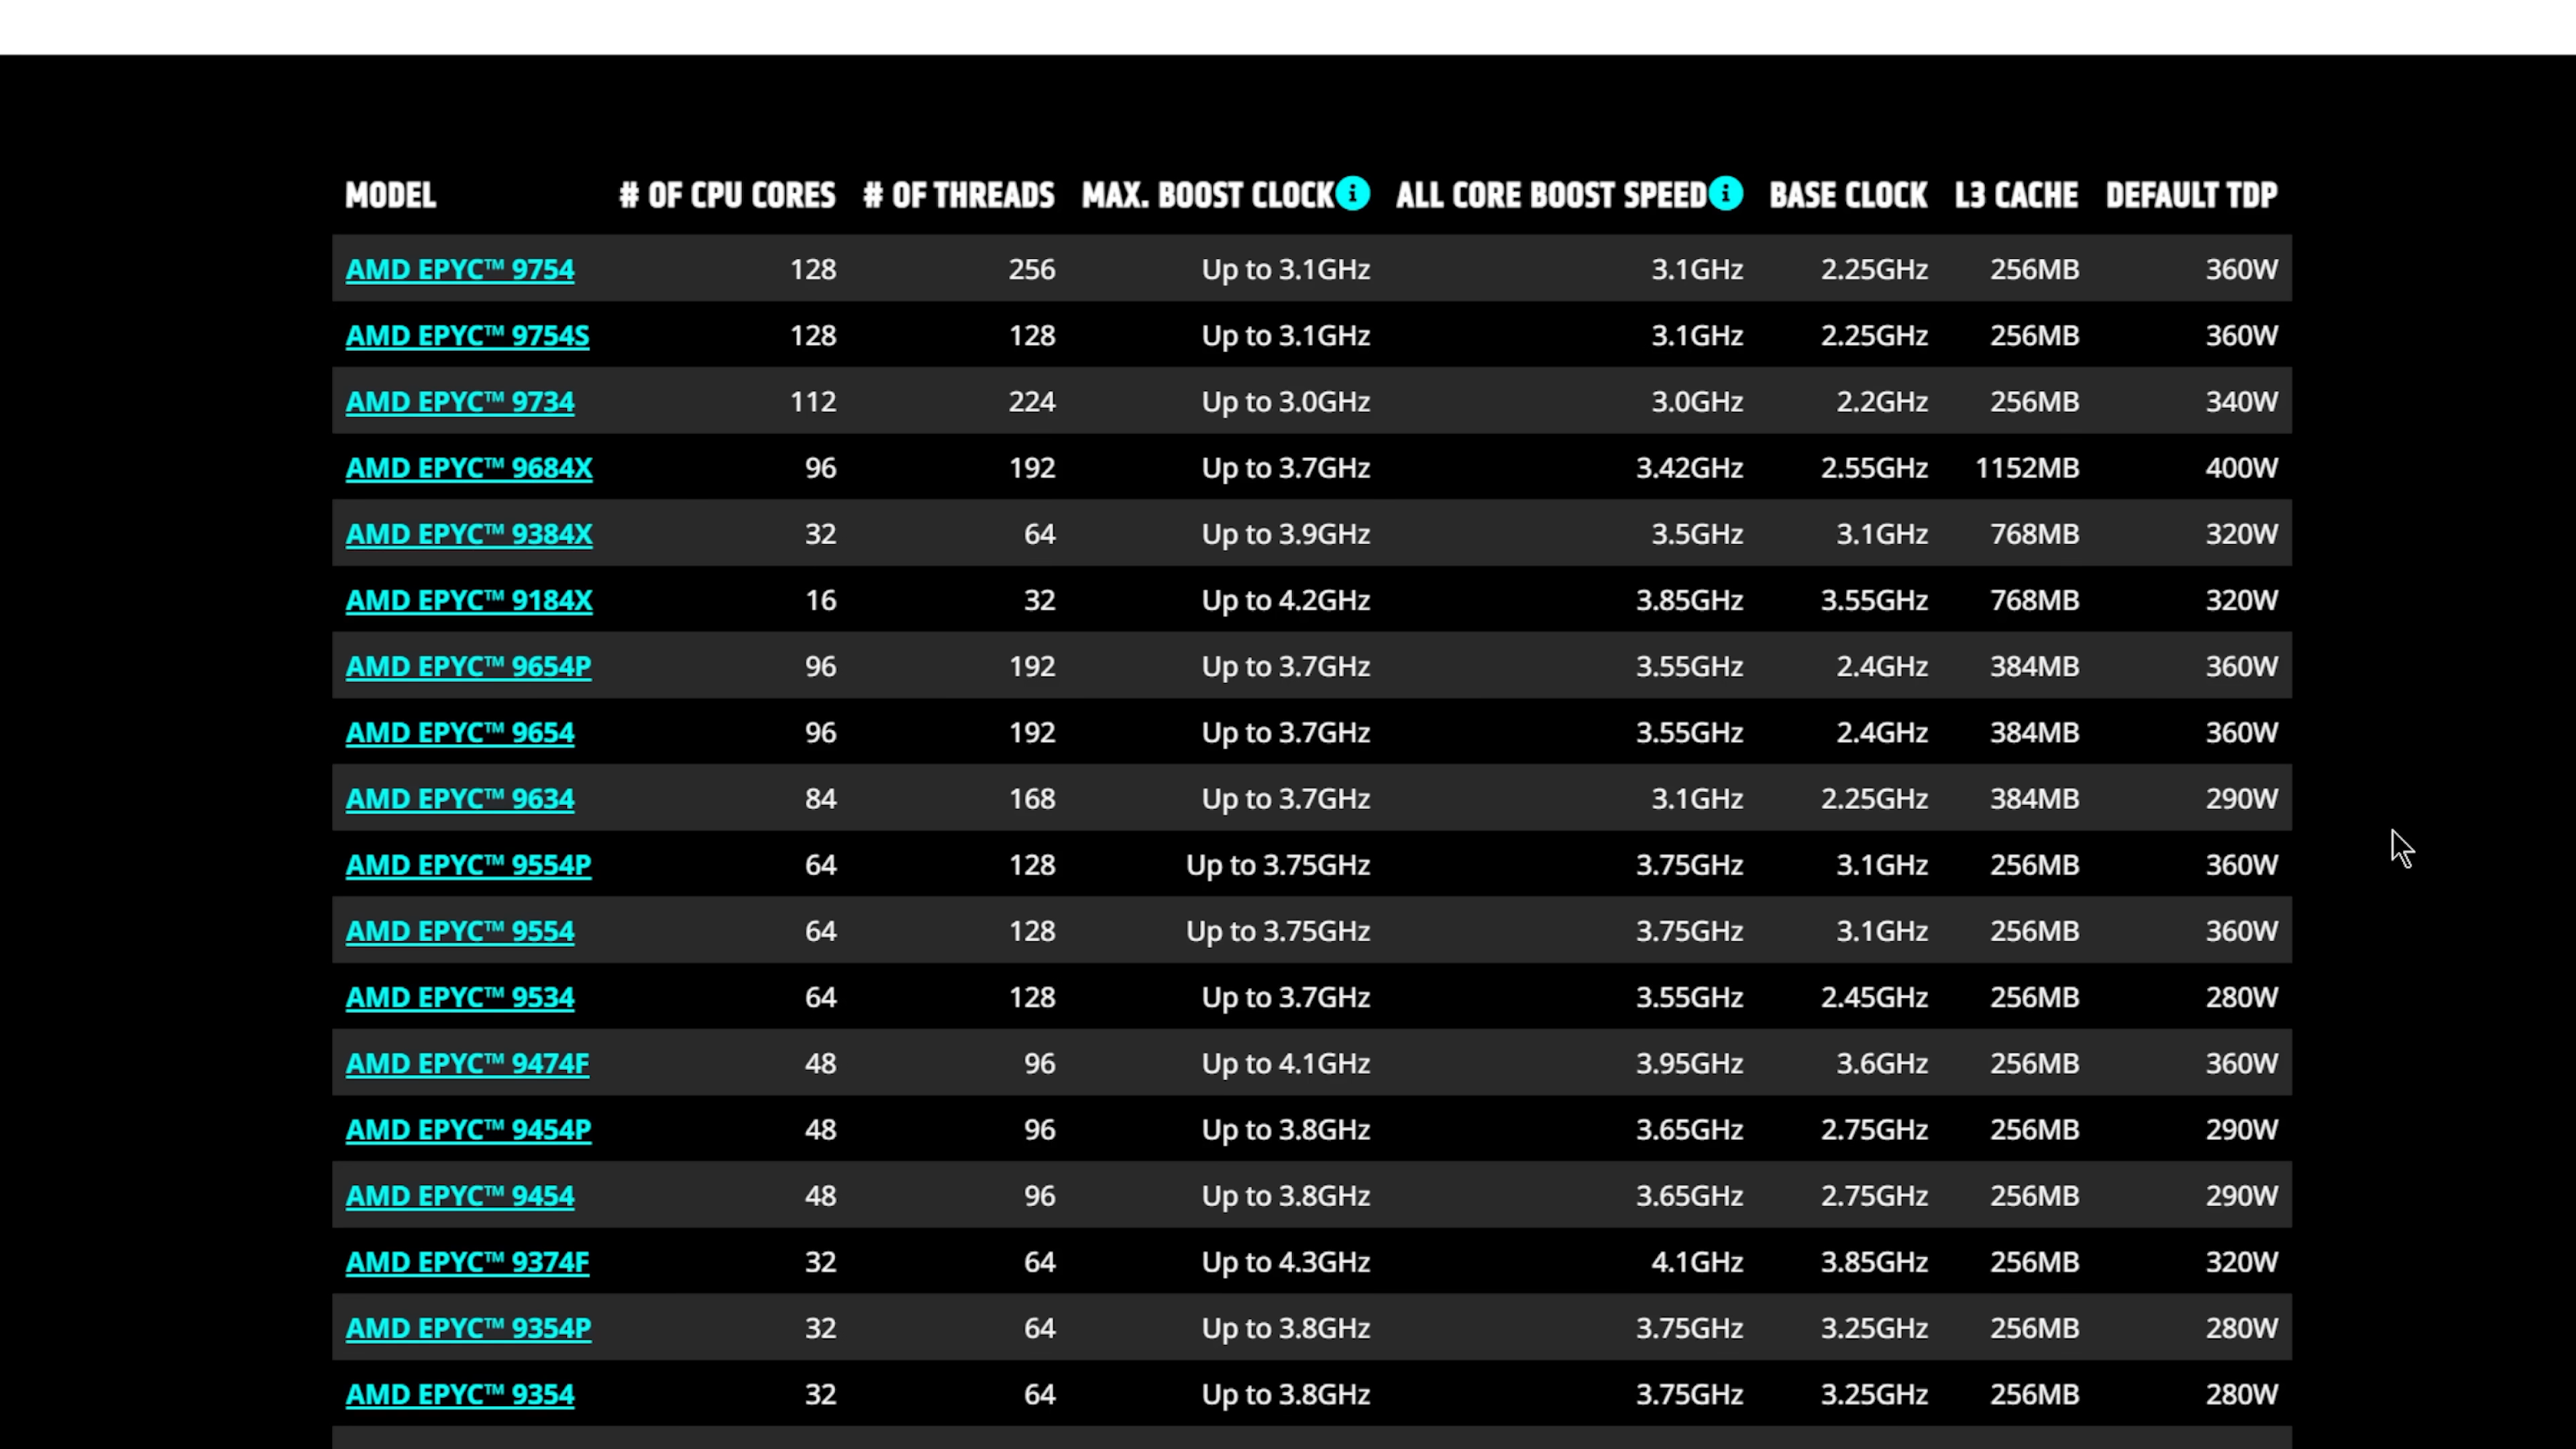 MODEL # OF CPU CORES # OF THREADS MAX. BOOST CLOCK i ALL CORE BOOST SPEED i BASE CLOCK L3 CACHE DEFAULT TDP
AMD EPYC™ 9754 128 256 Up to 3.1GHz 3.1GHz 2.25GHz 256MB 360W
AMD EPYC™ 9754S 128 128 Up to 3.1GHz 3.1GHz 2.25GHz 256MB 360W
AMD EPYC™ 9734 112 224 Up to 3.0GHz 3.0GHz 2.2GHz 256MB 340W
AMD EPYC™ 9684X 96 192 Up to 3.7GHz 3.42GHz 2.55GHz 1152MB 400W
AMD EPYC™ 9384X 32 64 Up to 3.9GHz 3.5GHz 3.1GHz 768MB 320W
AMD EPYC™ 9184X 16 32 Up to 4.2GHz 3.85GHz 3.55GHz 768MB 320W
AMD EPYC™ 9654P 96 192 Up to 3.7GHz 3.55GHz 2.4GHz 384MB 360W
AMD EPYC™ 9654 96 192 Up to 3.7GHz 3.55GHz 2.4GHz 384MB 360W
AMD EPYC™ 9634 84 168 Up to 3.7GHz 3.1GHz 2.25GHz 384MB 290W
AMD EPYC™ 9554P 64 128 Up to 3.75GHz 3.75GHz 3.1GHz 256MB 360W
AMD EPYC™ 9554 64 128 Up to 3.75GHz 3.75GHz 3.1GHz 256MB 360W
AMD EPYC™ 9534 64 128 Up to 3.7GHz 3.55GHz 2.45GHz 256MB 280W
AMD EPYC™ 9474F 48 96 Up to 4.1GHz 3.95GHz 3.6GHz 256MB 360W
AMD EPYC™ 9454P 48 96 Up to 3.8GHz 3.65GHz 2.75GHz 256MB 290W
AMD EPYC™ 9454 48 96 Up to 3.8GHz 3.65GHz 2.75GHz 256MB 290W
AMD EPYC™ 9374F 32 64 Up to 4.3GHz 4.1GHz 3.85GHz 256MB 320W
AMD EPYC™ 9354P 32 64 Up to 3.8GHz 3.75GHz 3.25GHz 256MB 280W
AMD EPYC™ 9354 32 64 Up to 3.8GHz 3.75GHz 3.25GHz 256MB 280W